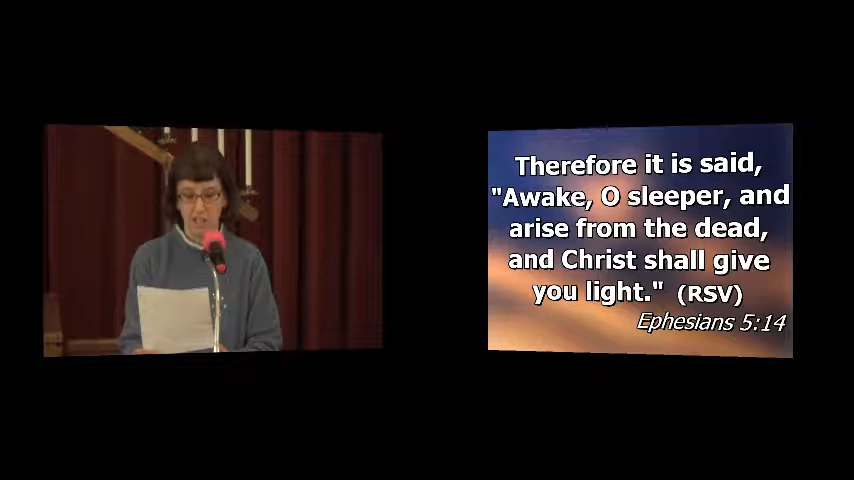 Therefore it is said,
"Awake, O sleeper, and
arise from the dead,
and Christ shall give
you light." (RSV)
Ephesians 5:14